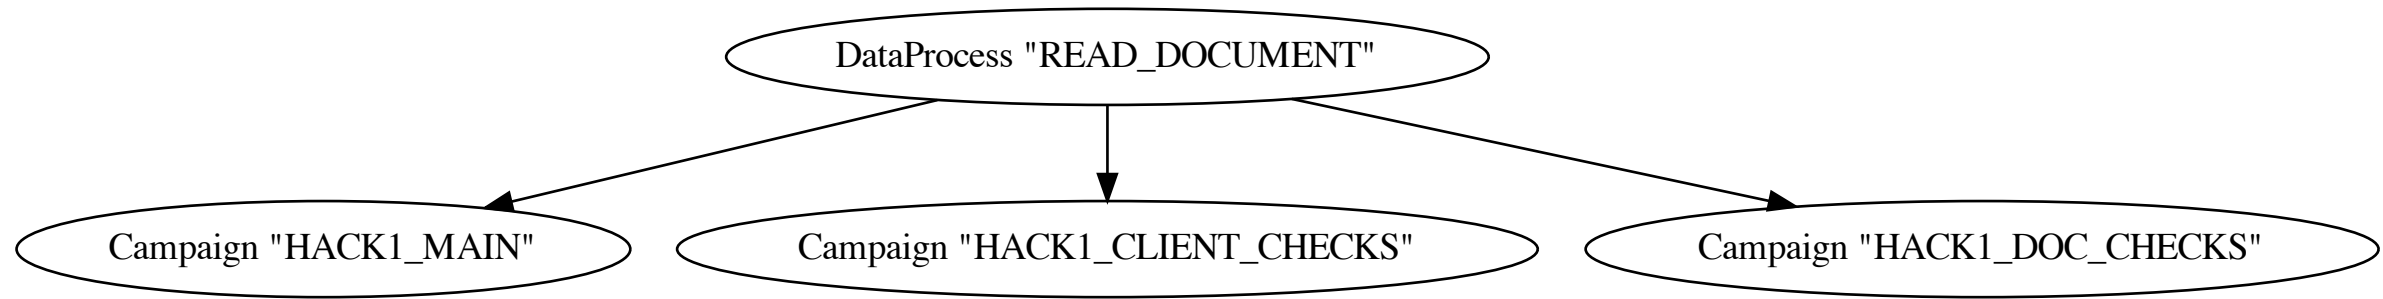 DataProcess "READ_DOCUMENT"
Campaign "HACK1_MAIN"
Campaign "HACK1_CLIENT_CHECKS"
Campaign "HACK1_DOC_CHECKS"